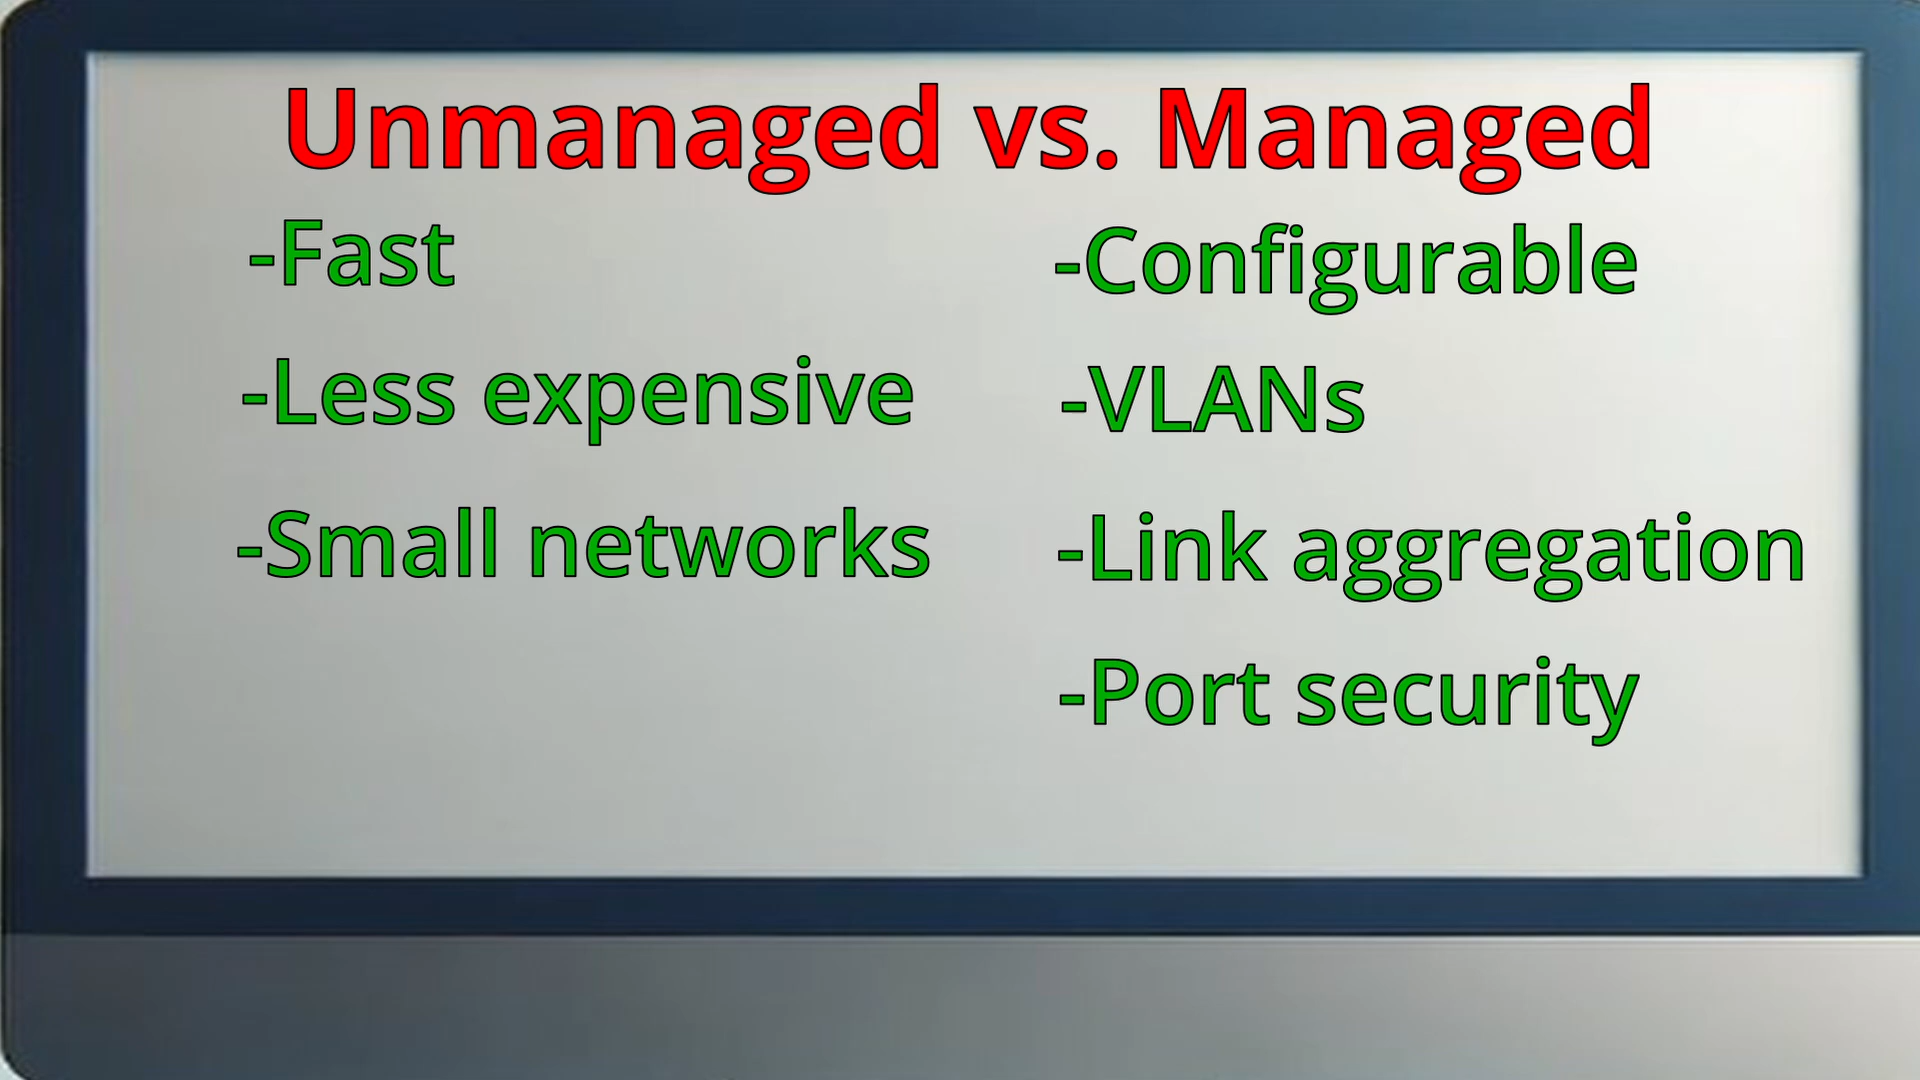 Unmanaged vs. Managed
-Fast
-Less expensive
-Small networks
-Configurable
-VLANs
-Link aggregation
-Port security